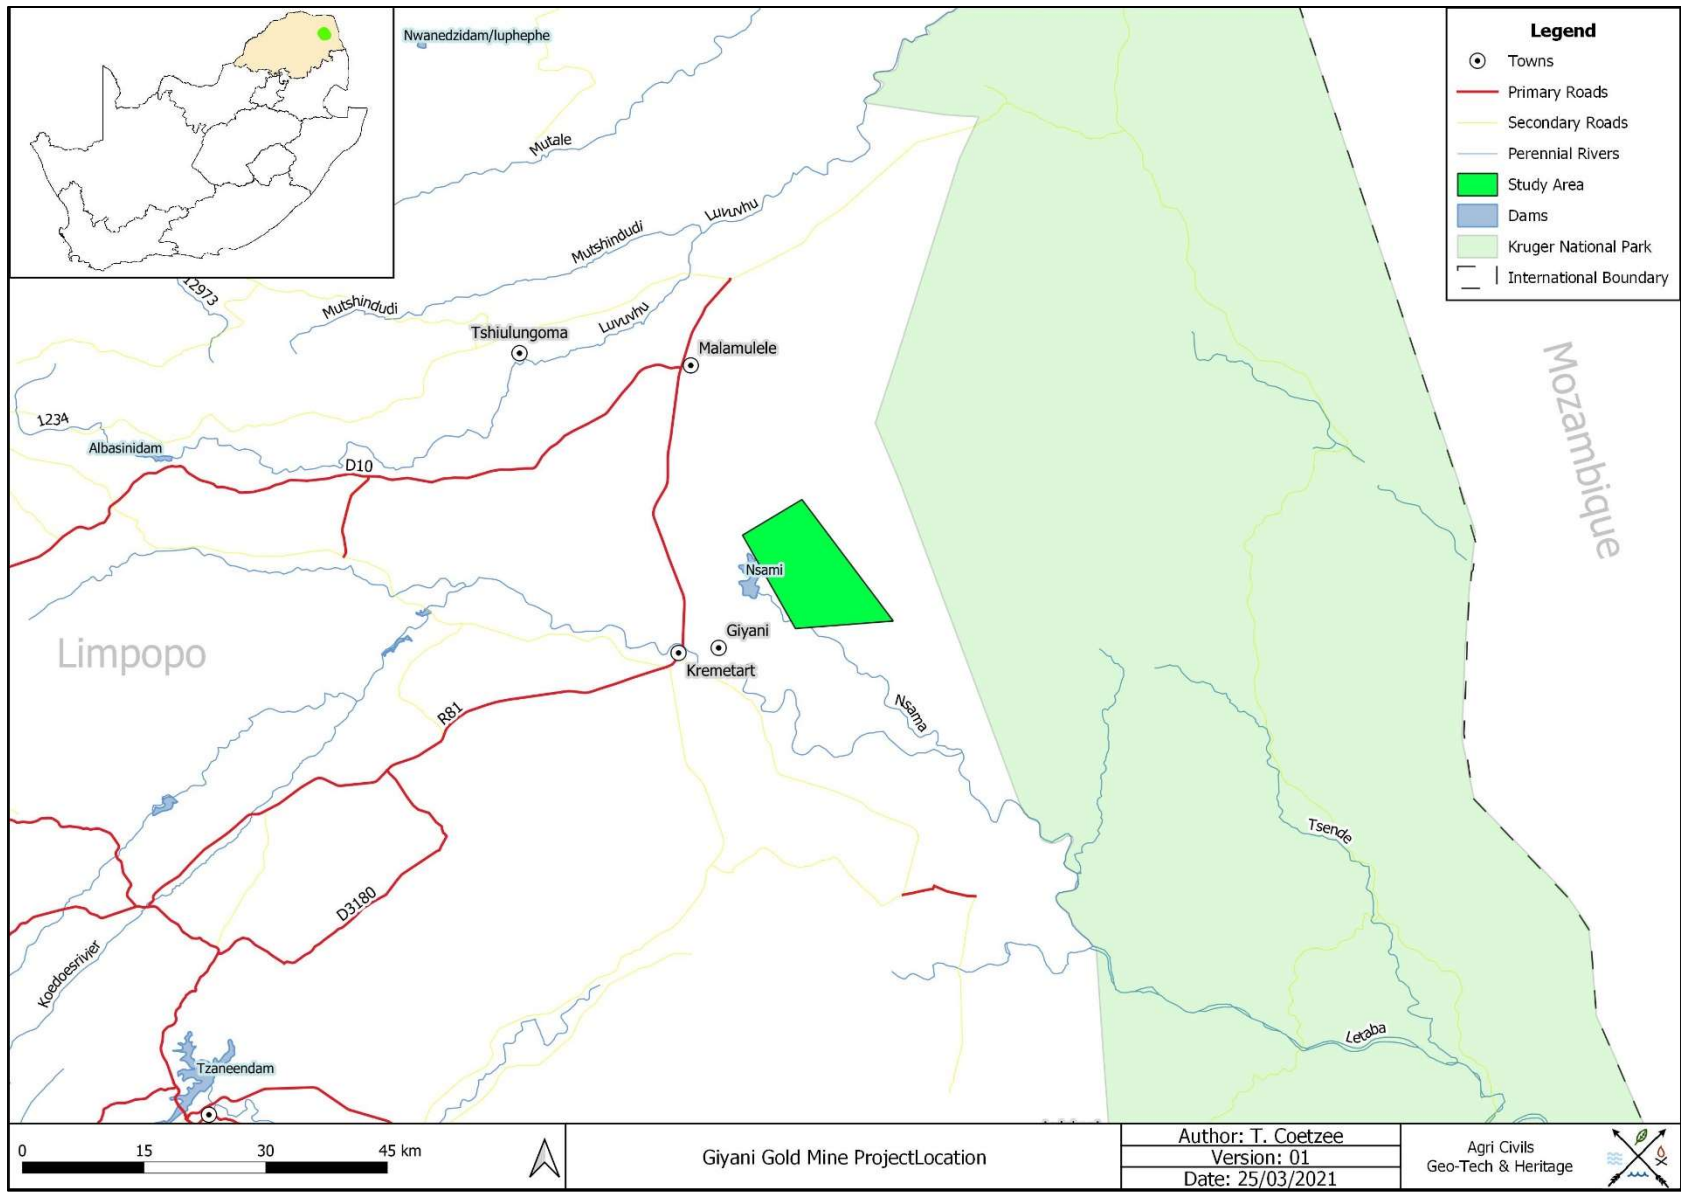 Nwanedzidam/luphephe
Legend
Towns
Primary Roads
Secondary Roads
Perennial Rivers
Study Area
Dams
Kruger National Park
International Boundary
Mutale
Luvuvhu
Mutshindudi
12973
Mutshindudi
Luvuvhu
Tshiulungoma
Malamulele
Mozambique
1234
Albasinidam
D10
Nsami
Giyani
Limpopo
Kremetart
R81
Nsama
Tsende
D3180
Koedoesrivier
Letaba
Tzaneendam
0 15 30 45 km
Giyani Gold Mine ProjectLocation
Author: T. Coetzee
Version: 01
Date: 25/03/2021
Agri Civils
Geo-Tech & Heritage